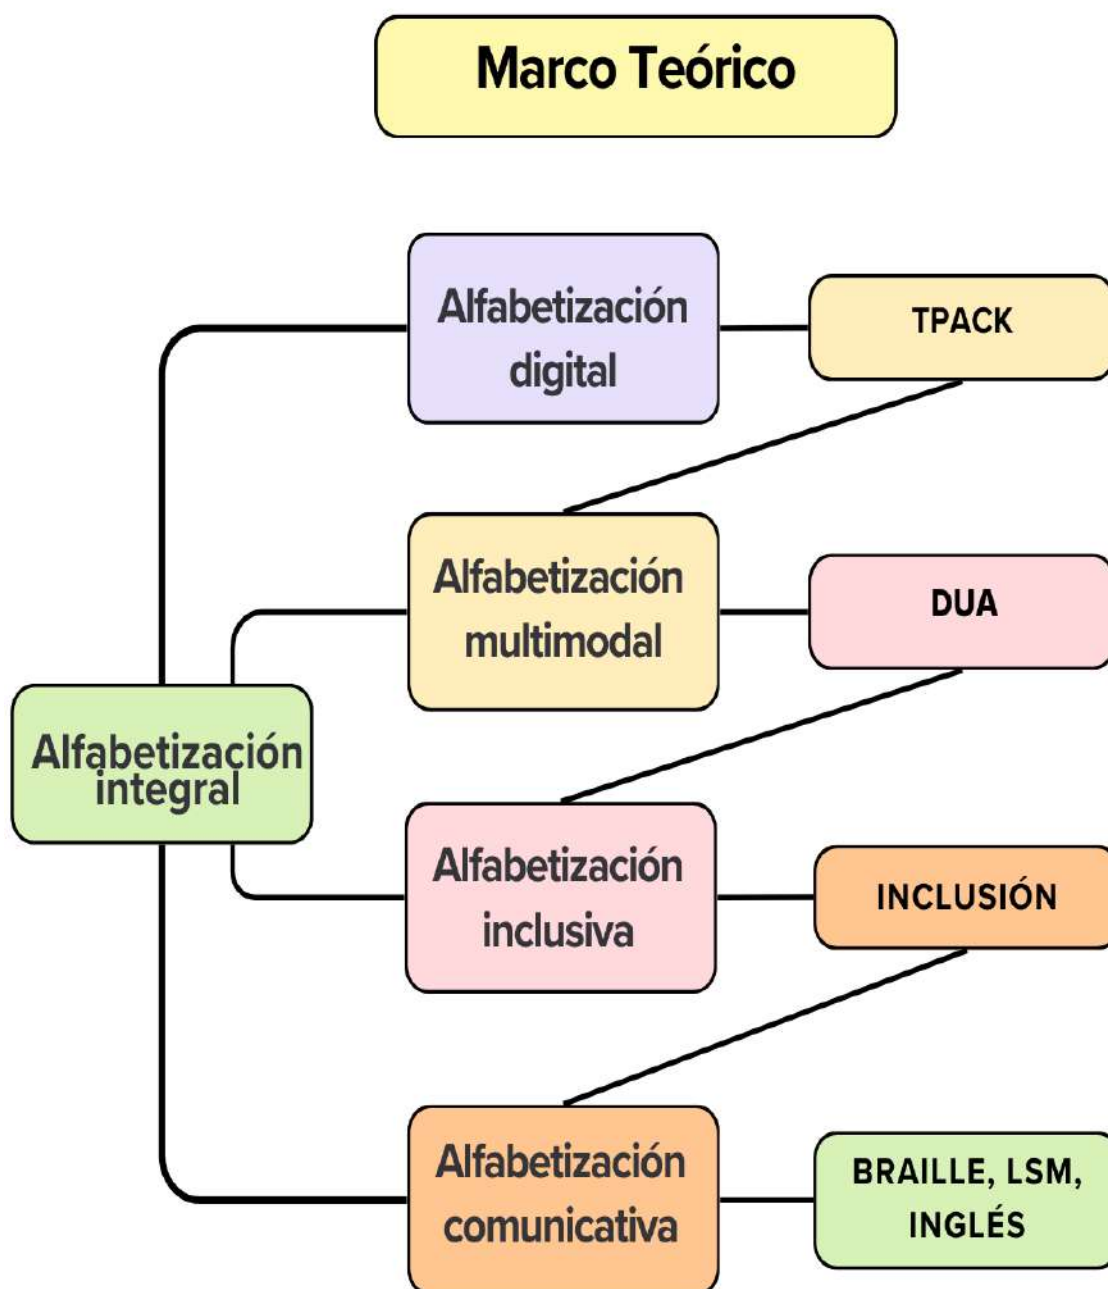 Marco Teórico
Alfabetización
digital
TPACK
Alfabetización
multimodal
DUA
Alfabetización
integral
Alfabetización
inclusiva
INCLUSIÓN
Alfabetización
comunicativa
BRAILLE, LSM,
INGLÉS